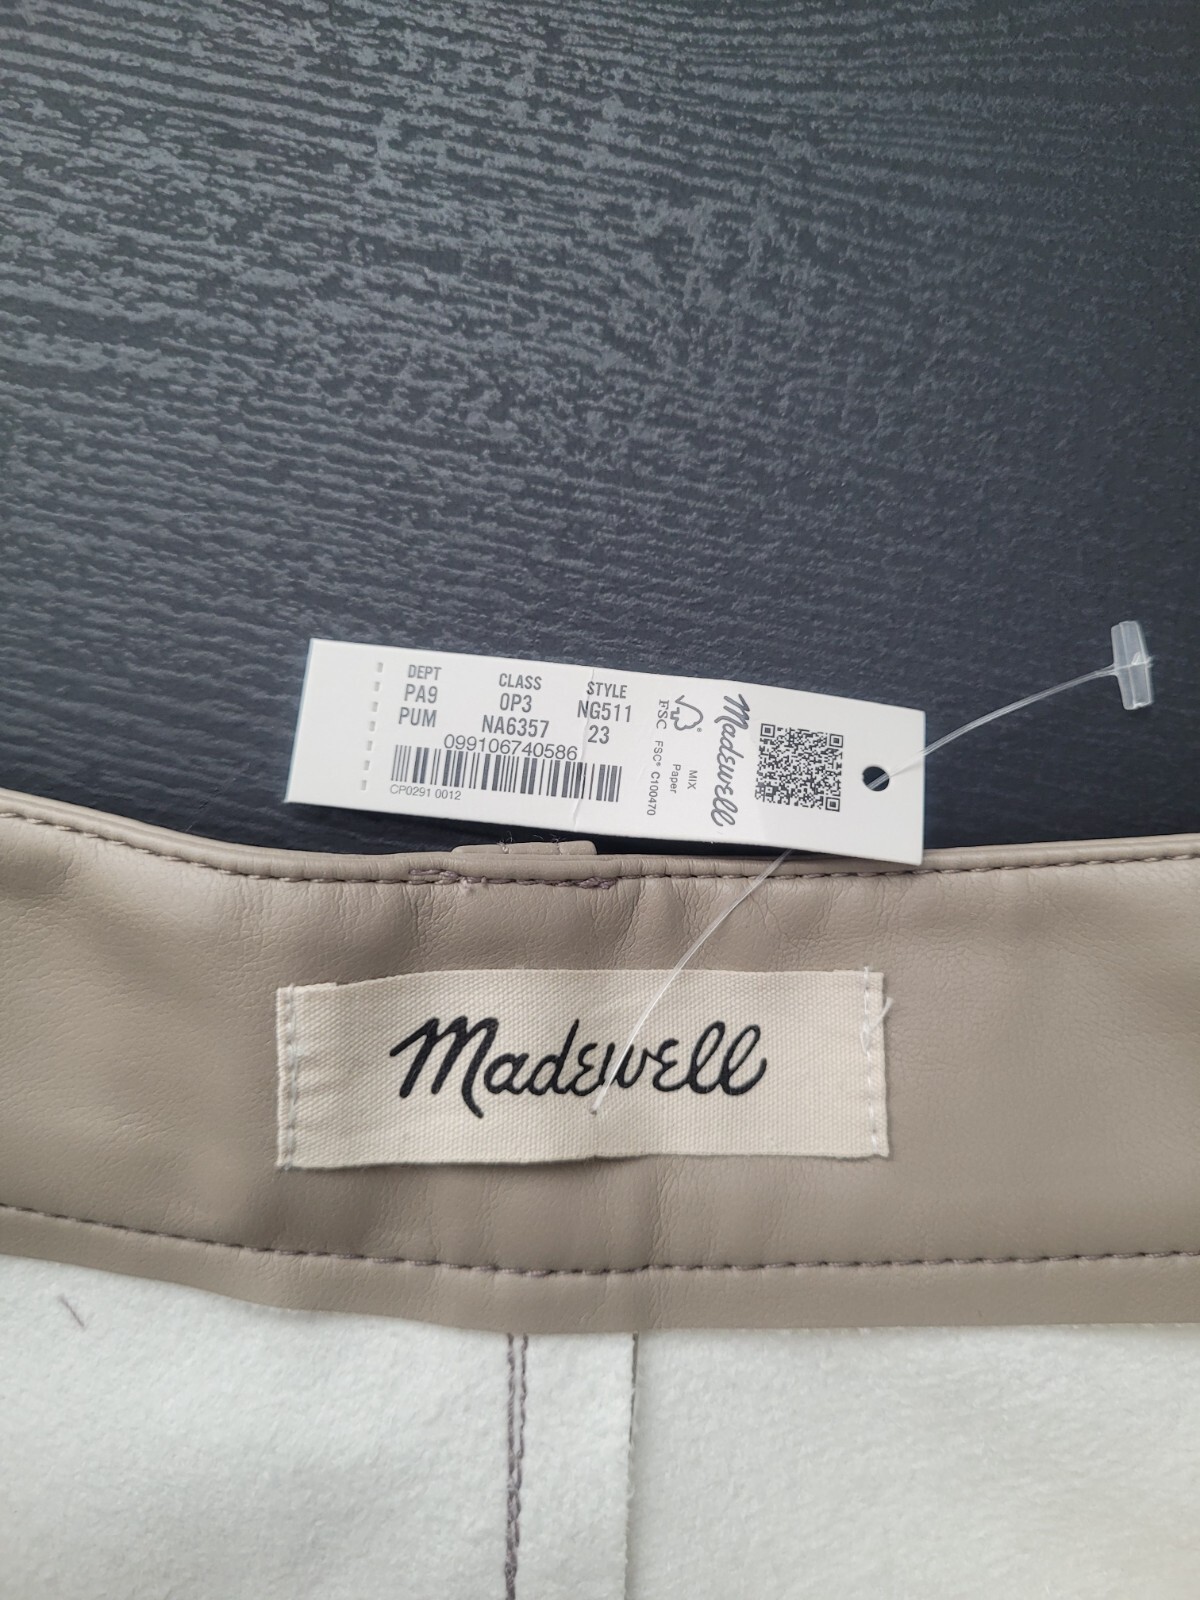 DEPT CLASS STYLE
PA9 0P3 NG511
PUM NA6357 23
099106740586
CP0291 0012
FSC
MIX
Paper
FSC® C100470
Madewell
Madewell